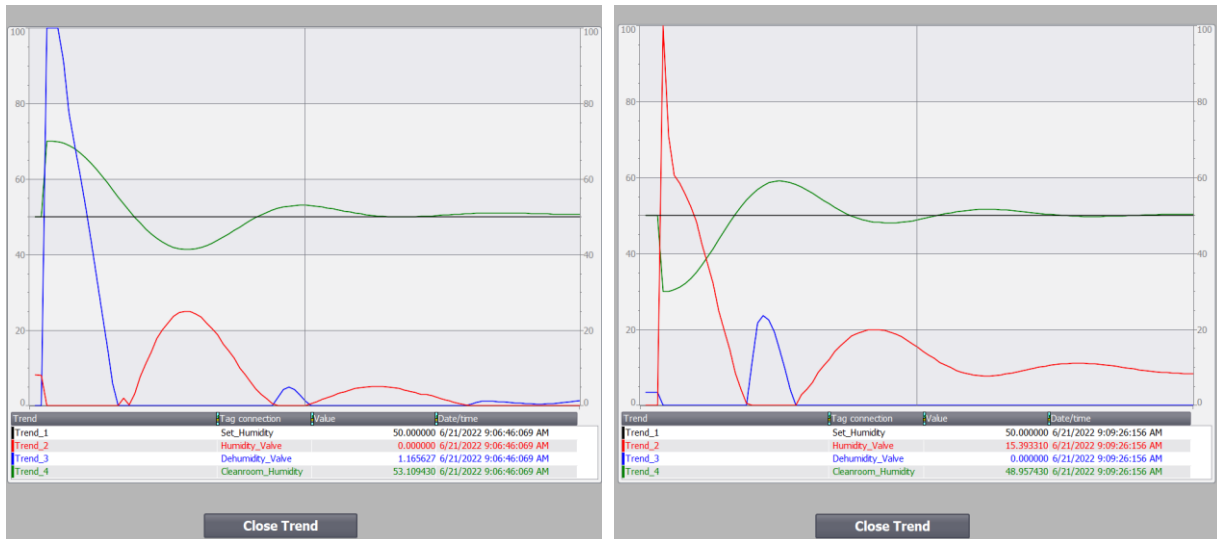 100 100
80 80
60 60
40 40
20 20
0 0
Trend Tag connection Value Date/time
Trend_1 Set_Humidity 50.000000 6/21/2022 9:06:46:069 AM
Trend_2 Humidity_Valve 0.000000 6/21/2022 9:06:46:069 AM
Trend_3 Dehumidity_Valve 1.165627 6/21/2022 9:06:46:069 AM
Trend_4 Cleanroom_Humidity 53.109430 6/21/2022 9:06:46:069 AM
Close Trend
100 100
80 80
60 60
40 40
20 20
0 0
Trend Tag connection Value Date/time
Trend_1 Set_Humidity 50.000000 6/21/2022 9:09:26:156 AM
Trend_2 Humidity_Valve 15.393310 6/21/2022 9:09:26:156 AM
Trend_3 Dehumidity_Valve 0.000000 6/21/2022 9:09:26:156 AM
Trend_4 Cleanroom_Humidity 48.957430 6/21/2022 9:09:26:156 AM
Close Trend